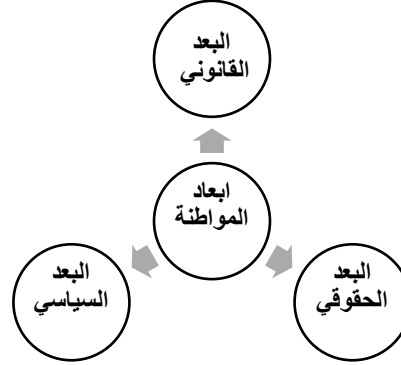 البعد
القانوني
ابعاد
المواطنة
البعد
الحقوقي
البعد
السياسي